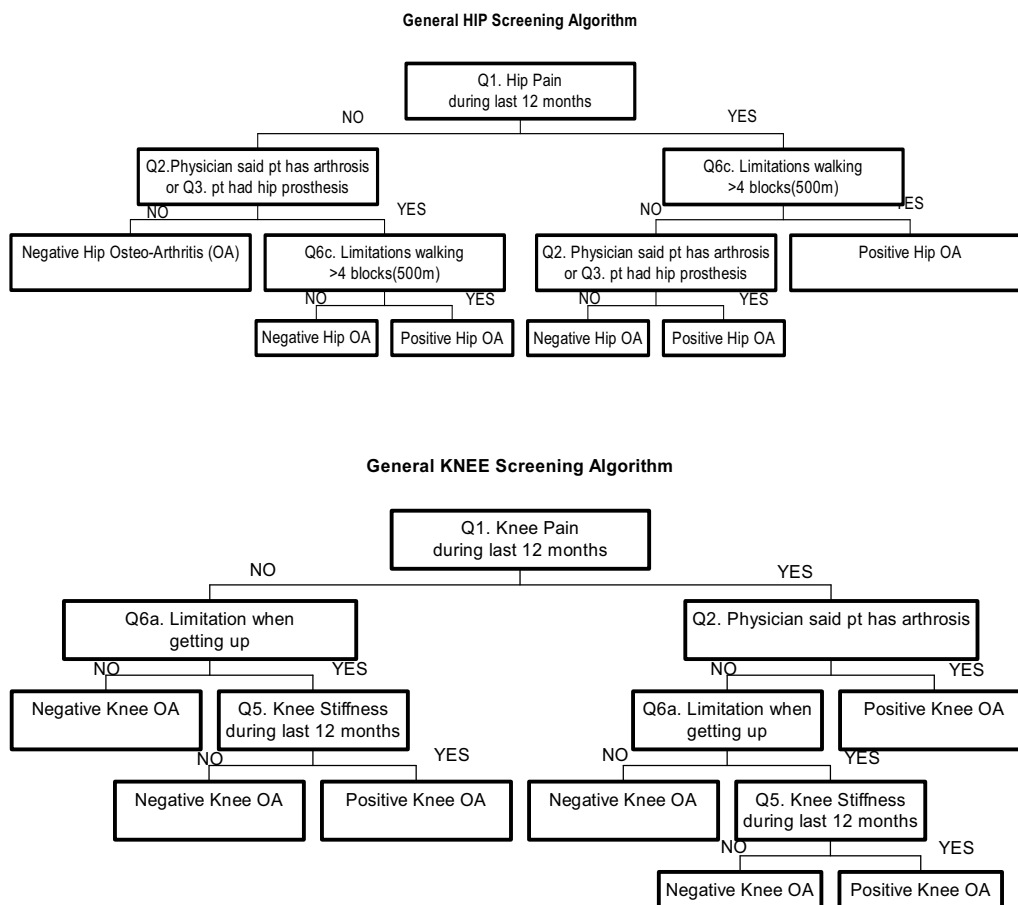 General HIP Screening Algorithm
Q1. Hip Pain
during last 12 months
NO
YES
Q2.Physician said pt has arthrosis
or Q3. pt had hip prosthesis
Q6c. Limitations walking
>4 blocks(500m)
NO
YES
NO
YES
Negative Hip Osteo-Arthritis (OA)
Q6c. Limitations walking
>4 blocks(500m)
Q2. Physician said pt has arthrosis
or Q3. pt had hip prosthesis
Positive Hip OA
NO
YES
NO
YES
Negative Hip OA
Positive Hip OA
Negative Hip OA
Positive Hip OA
General KNEE Screening Algorithm
Q1. Knee Pain
during last 12 months
NO
YES
Q6a. Limitation when
getting up
Q2. Physician said pt has arthrosis
NO
YES
NO
YES
Negative Knee OA
Q5. Knee Stiffness
during last 12 months
Q6a. Limitation when
getting up
Positive Knee OA
NO
YES
NO
YES
Negative Knee OA
Positive Knee OA
Negative Knee OA
Q5. Knee Stiffness
during last 12 months
NO
YES
Negative Knee OA
Positive Knee OA